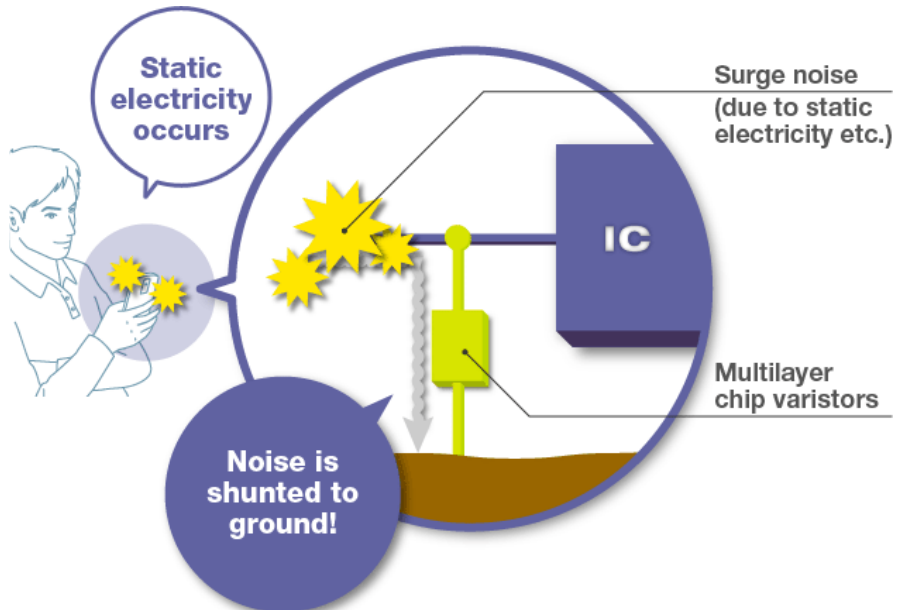 Static
electricity
occurs
Surge noise
(due to static
electricity etc.)
IC
Multilayer
chip varistors
Noise is
shunted to
ground!